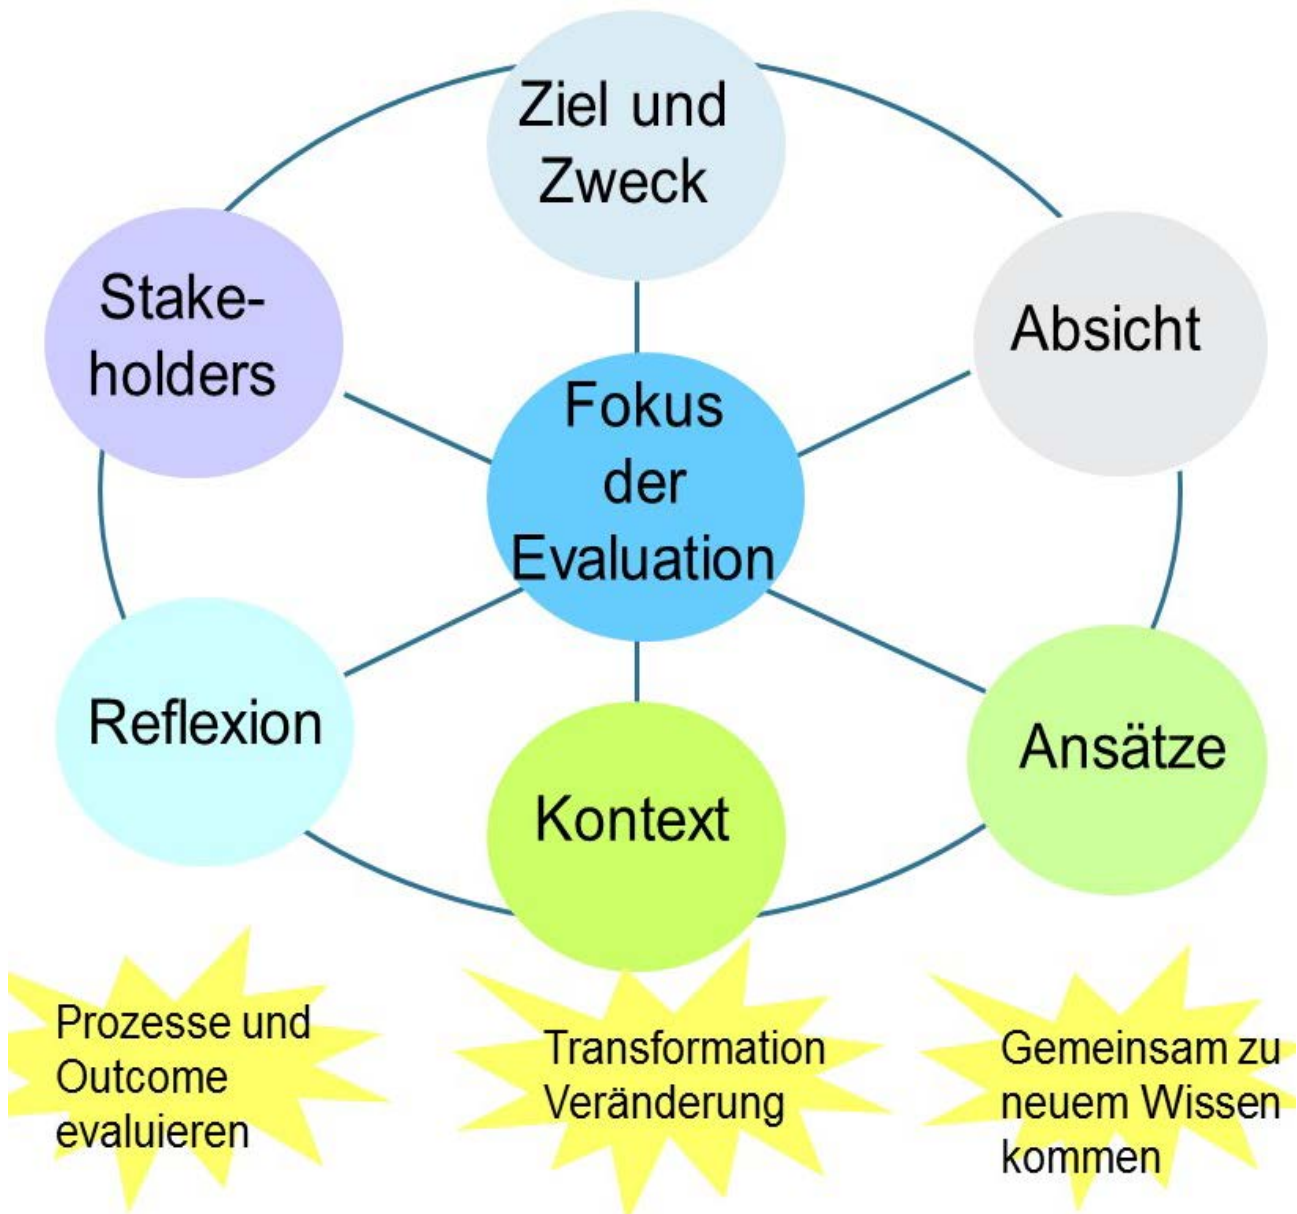 Ziel und
Zweck
Stake-
holders
Absicht
Fokus
der
Evaluation
Reflexion
Ansätze
Kontext
Prozesse und
Outcome
evaluieren
Transformation
Veränderung
Gemeinsam zu
neuem Wissen
kommen